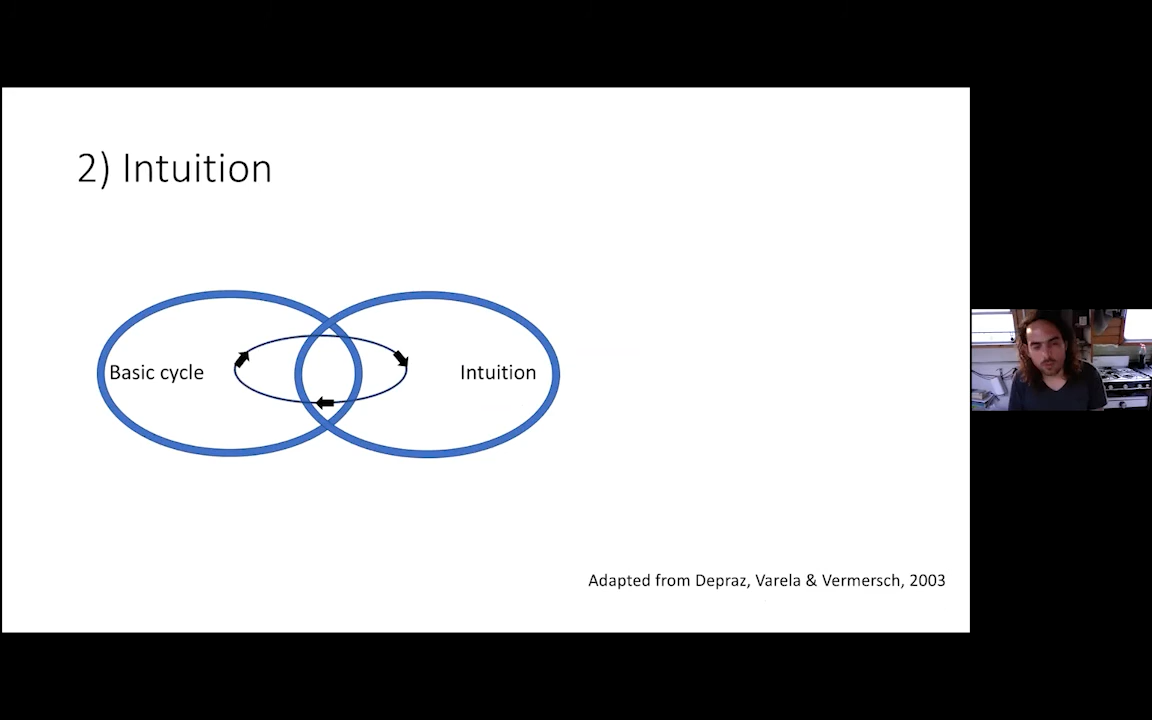 2) Intuition
Basic cycle
Intuition
Adapted from Depraz, Varela & Vermersch, 2003